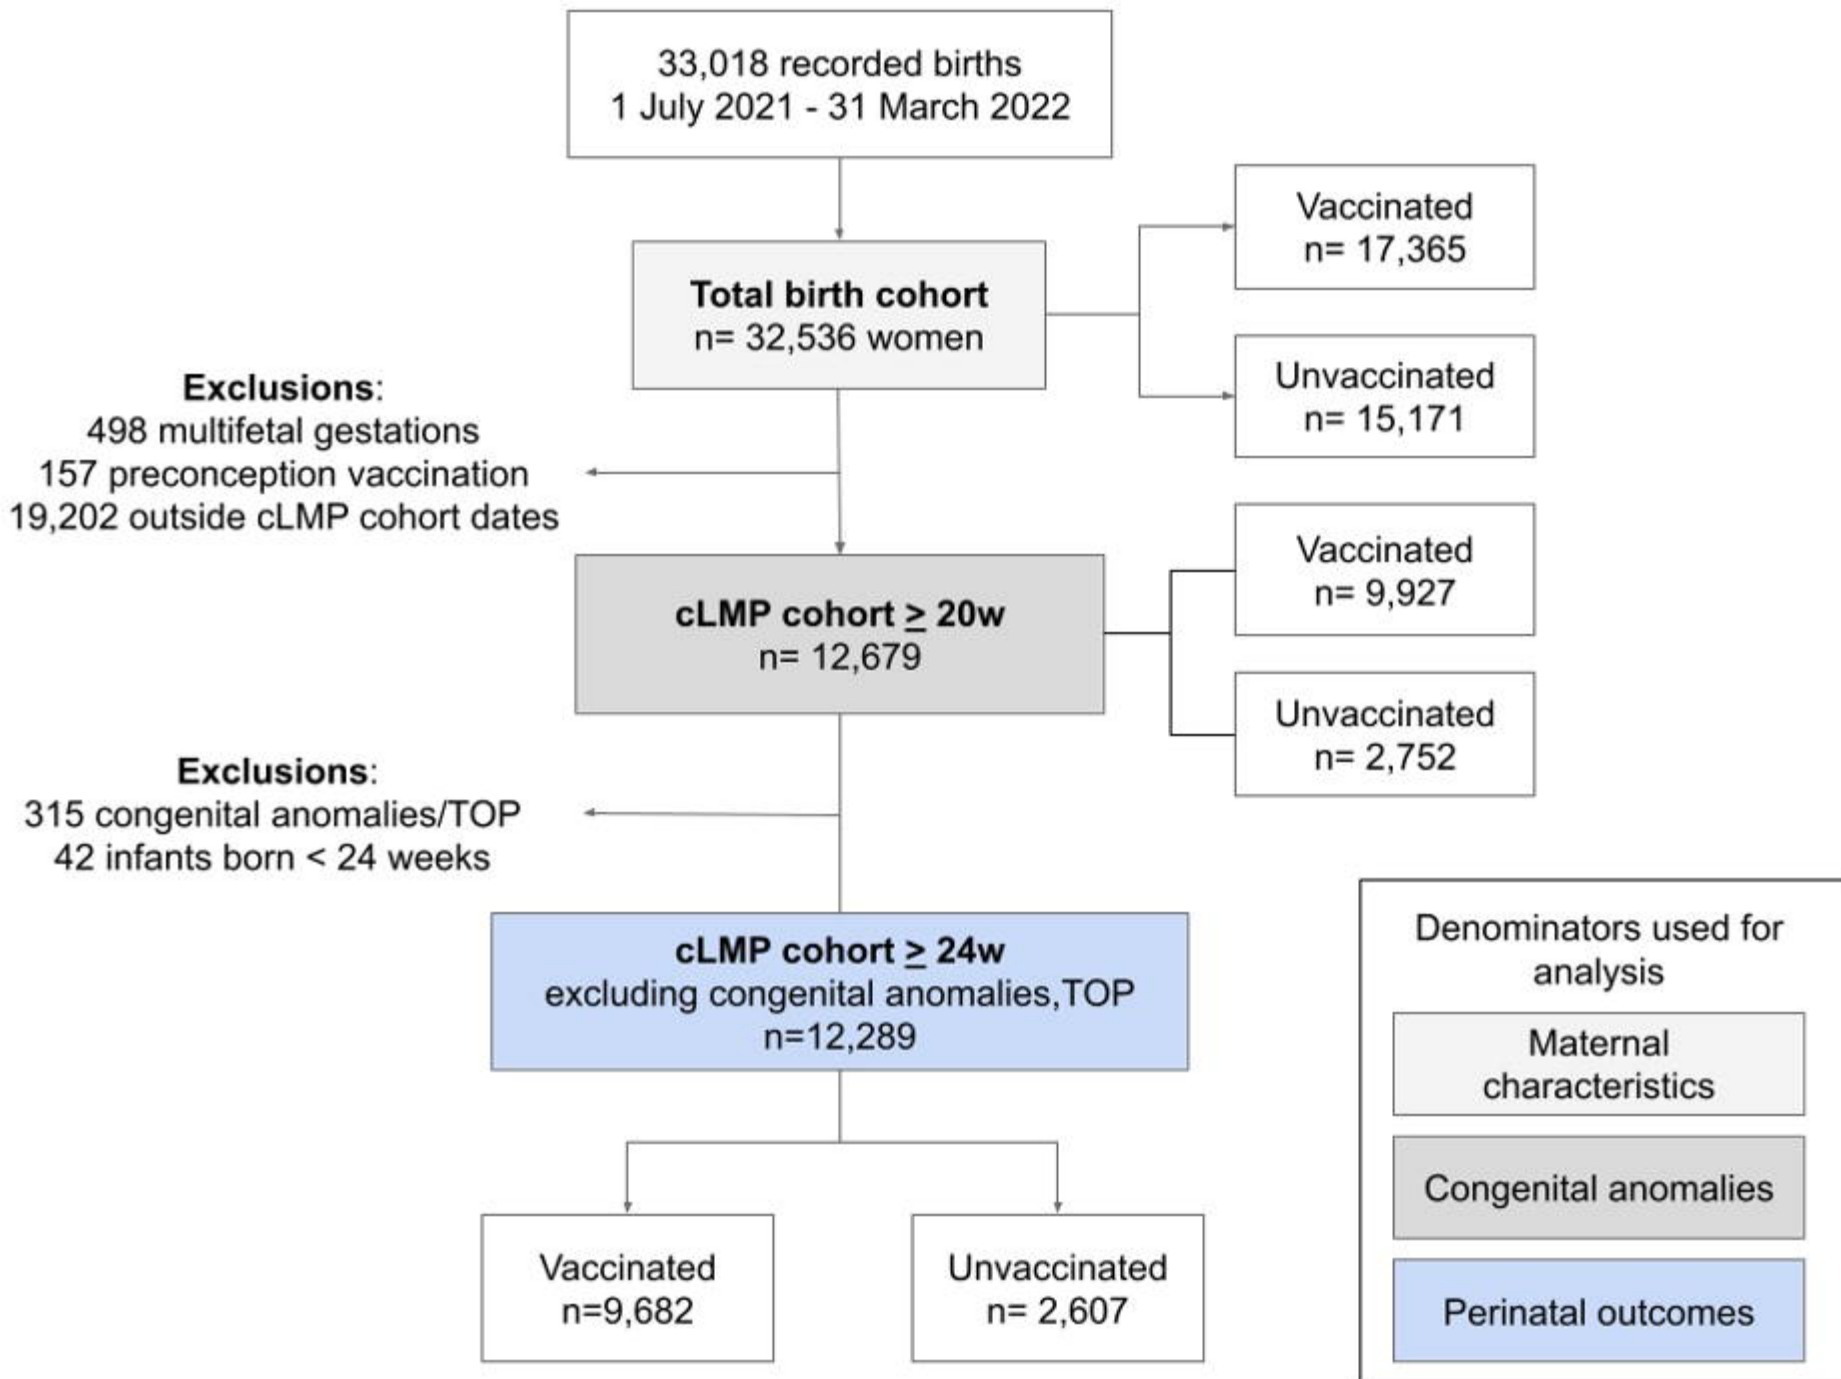 33,018 recorded births
1 July 2021 - 31 March 2022
Total birth cohort
n= 32,536 women
Vaccinated
n= 17,365
Unvaccinated
n= 15,171
Exclusions:
498 multifetal gestations
157 preconception vaccination
19,202 outside cLMP cohort dates
cLMP cohort ≥ 20w
n= 12,679
Vaccinated
n= 9,927
Unvaccinated
n= 2,752
Exclusions:
315 congenital anomalies/TOP
42 infants born < 24 weeks
cLMP cohort ≥ 24w
excluding congenital anomalies,TOP
n=12,289
Vaccinated
n=9,682
Unvaccinated
n= 2,607
Denominators used for
analysis
Maternal
characteristics
Congenital anomalies
Perinatal outcomes